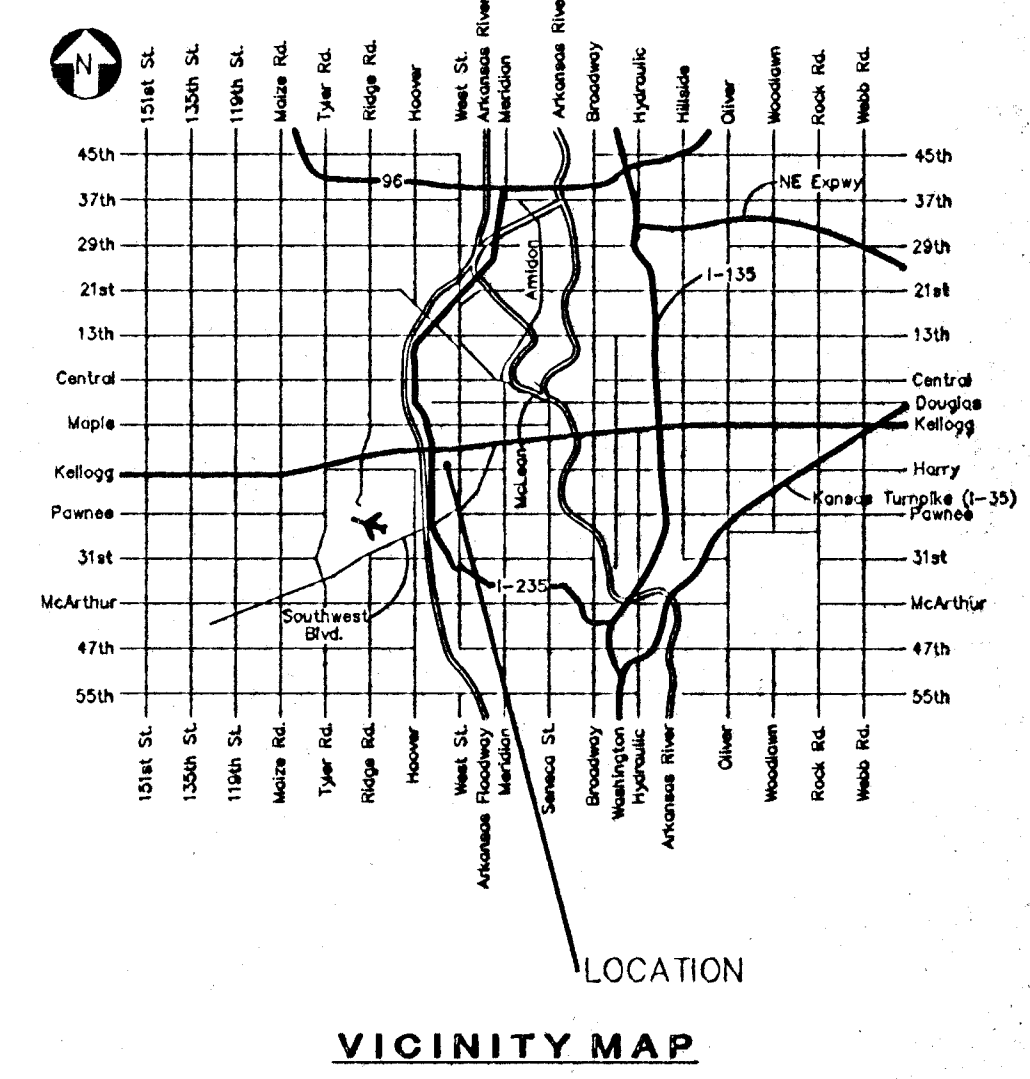 N
151st St.
135th St.
119th St.
Maize Rd.
Tyler Rd.
Ridge Rd.
Hoover
West St.
Arkansas River
Meridian
Arkansas Rive
Broadway
Hydraulic
Hillside
Oliver
Woodlawn
Rock Rd.
Webb Rd.
45th
45th
96
NE Expwy
37th
37th
29th
29th
Amidon
I-135
21st
21st
13th
13th
Central
Central
Douglas
Maple
Kellogg
Kellogg
Harry
McLean
Kansas Turnpike (I-35)
Pawnee
Pawnee
31st
31st
I-235
McArthur
McArthur
Southwest
Blvd.
47th
47th
55th
55th
151st St.
135th St.
119th St.
Maize Rd.
Tyler Rd.
Ridge Rd.
Hoover
West St.
Arkansas Floodway
Meridian
Seneca St.
Broadway
Washington
Hydraulic
Arkansas River
Oliver
Woodlawn
Rock Rd.
Webb Rd.
LOCATION
VICINITY MAP